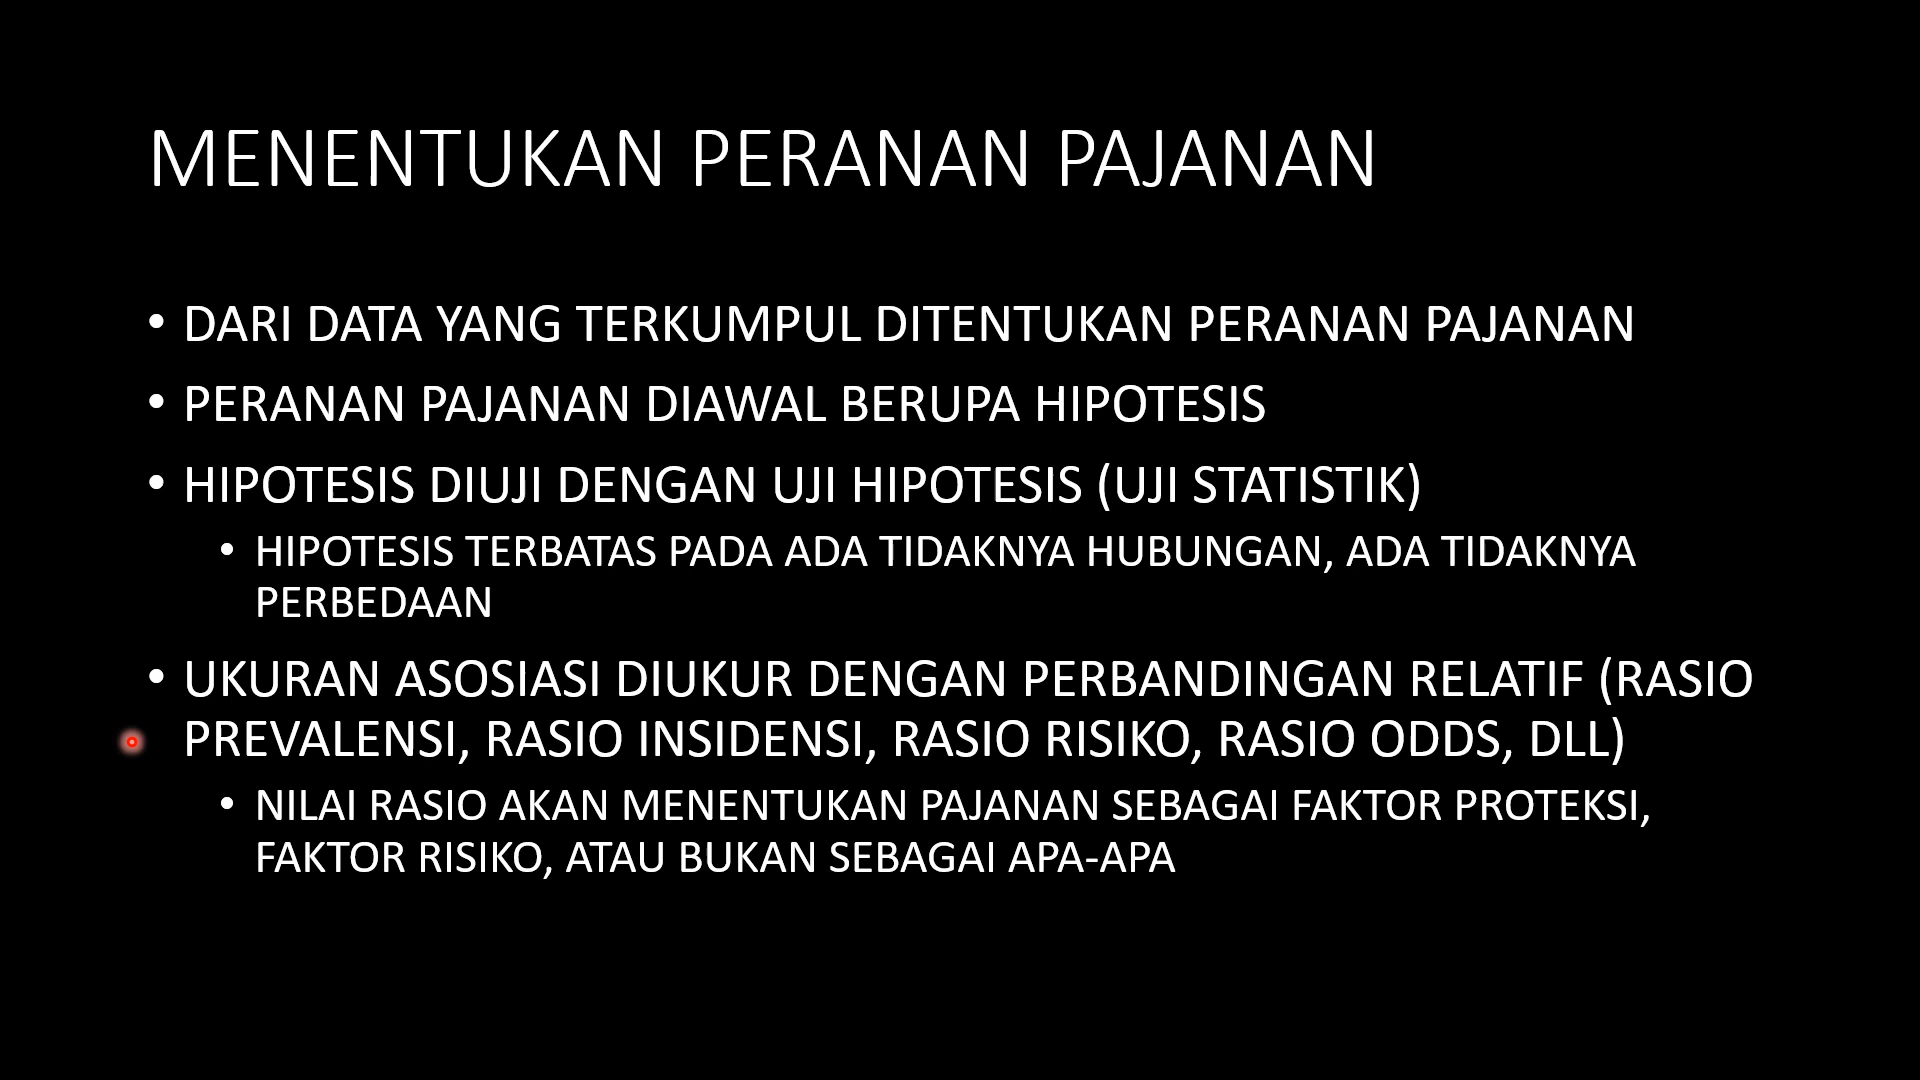 MENENTUKAN PERANAN PAJANAN
• DARI DATA YANG TERKUMPUL DITENTUKAN PERANAN PAJANAN
• PERANAN PAJANAN DIAWAL BERUPA HIPOTESIS
• HIPOTESIS DIUJI DENGAN UJI HIPOTESIS (UJI STATISTIK)
• HIPOTESIS TERBATAS PADA ADA TIDAKNYA HUBUNGAN, ADA TIDAKNYA
PERBEDAAN
• UKURAN ASOSIASI DIUKUR DENGAN PERBANDINGAN RELATIF (RASIO
PREVALENSI, RASIO INSIDENSI, RASIO RISIKO, RASIO ODDS, DLL)
• NILAI RASIO AKAN MENENTUKAN PAJANAN SEBAGAI FAKTOR PROTEKSI,
FAKTOR RISIKO, ATAU BUKAN SEBAGAI APA-APA